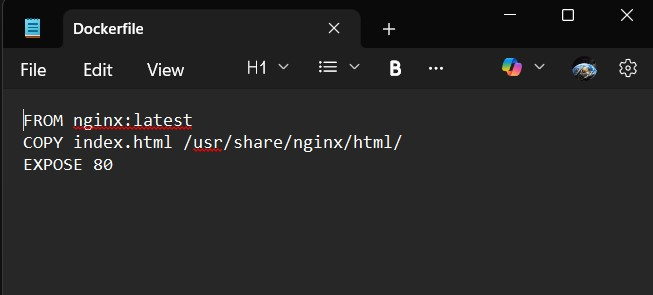 Dockerfile
File Edit View H1 B
FROM nginx:latest
COPY index.html /usr/share/nginx/html/
EXPOSE 80